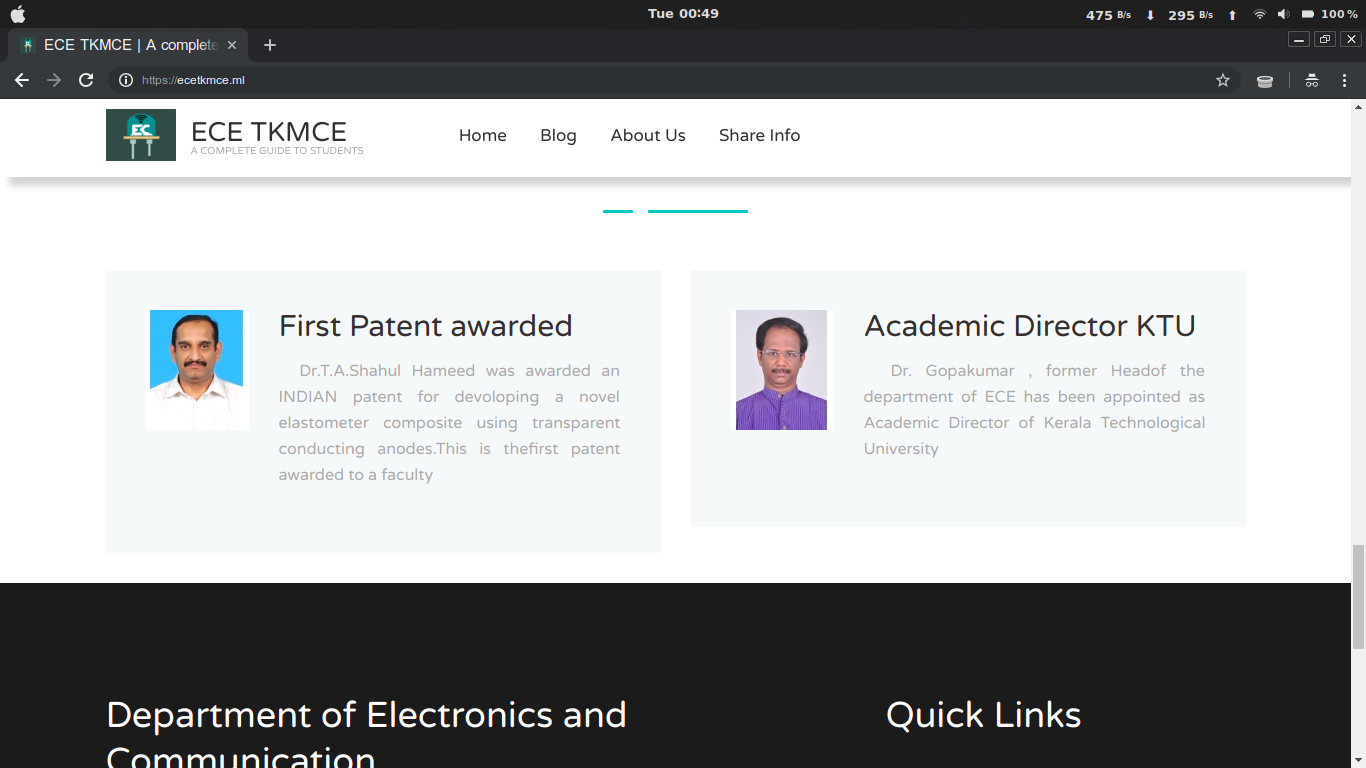 Tue 00:49
475 B/s ⬇ 295 B/s ⬆ 100 %
ECE TKMCE | A complete
https://ecetkmce.ml
EC
ECE TKMCE
A COMPLETE GUIDE TO STUDENTS
Home Blog About Us Share Info
First Patent awarded
Dr.T.A.Shahul Hameed was awarded an
INDIAN patent for devoloping a novel
elastometer composite using transparent
conducting anodes.This is thefirst patent
awarded to a faculty
Academic Director KTU
Dr. Gopakumar , former Headof the
department of ECE has been appointed as
Academic Director of Kerala Technological
University
Department of Electronics and
Communication
Quick Links